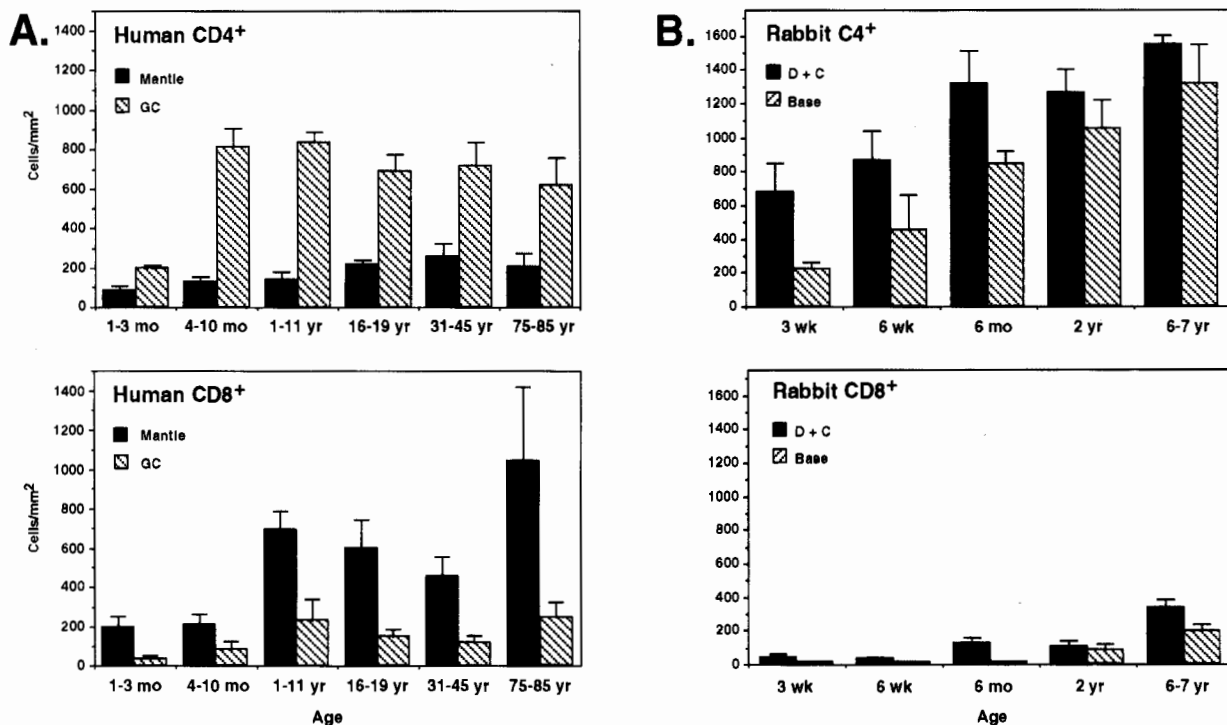 A.
Human CD4+
Mantle
GC
Cells/mm²
1400
1200
1000
800
600
400
200
0
1-3 mo 4-10 mo 1-11 yr 16-19 yr 31-45 yr 75-85 yr
Human CD8+
Mantle
GC
Cells/mm²
1400
1200
1000
800
600
400
200
0
1-3 mo 4-10 mo 1-11 yr 16-19 yr 31-45 yr 75-85 yr
Age
B.
Rabbit C4+
D + C
Base
1600
1400
1200
1000
800
600
400
200
0
3 wk 6 wk 6 mo 2 yr 6-7 yr
Rabbit CD8+
D + C
Base
1600
1400
1200
1000
800
600
400
200
0
3 wk 6 wk 6 mo 2 yr 6-7 yr
Age